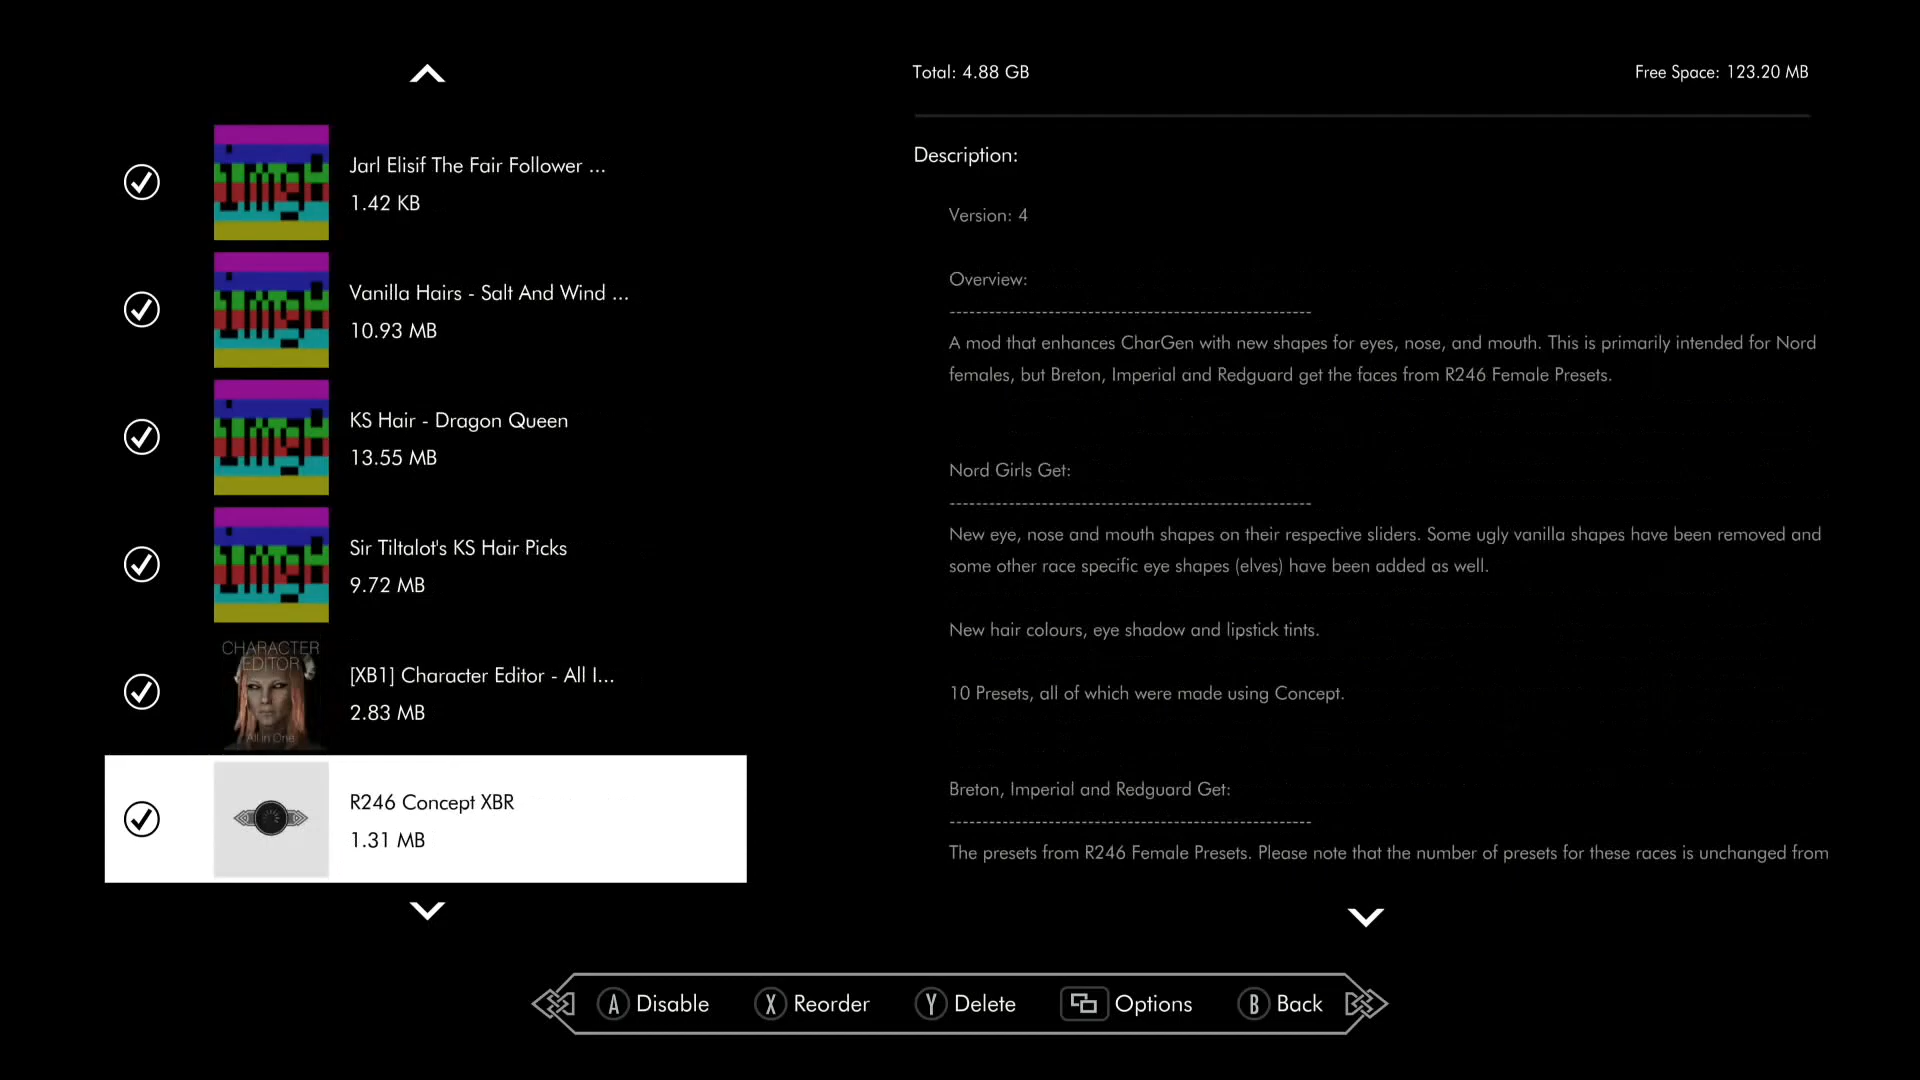 Total: 4.88 GB
Free Space: 123.20 MB
Jarl Elisif The Fair Follower ...
1.42 KB
Vanilla Hairs - Salt And Wind ...
10.93 MB
KS Hair - Dragon Queen
13.55 MB
Sir Tiltalot's KS Hair Picks
9.72 MB
CHARACTER
EDITOR
All in One
[XB1] Character Editor - All I...
2.83 MB
R246 Concept XBR
1.31 MB
Description:
Version: 4
Overview:
-------------------------------------------------------
A mod that enhances CharGen with new shapes for eyes, nose, and mouth. This is primarily intended for Nord
females, but Breton, Imperial and Redguard get the faces from R246 Female Presets.
Nord Girls Get:
-------------------------------------------------------
New eye, nose and mouth shapes on their respective sliders. Some ugly vanilla shapes have been removed and
some other race specific eye shapes (elves) have been added as well.
New hair colours, eye shadow and lipstick tints.
10 Presets, all of which were made using Concept.
Breton, Imperial and Redguard Get:
-------------------------------------------------------
The presets from R246 Female Presets. Please note that the number of presets for these races is unchanged from
A Disable
X Reorder
Y Delete
Options
B Back